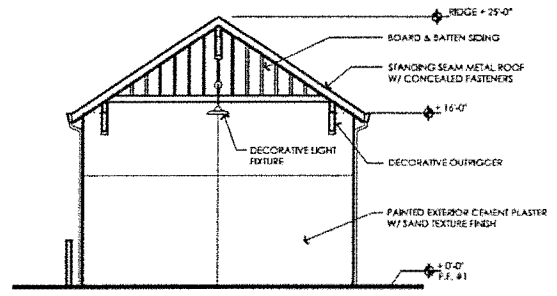 RIDGE + 25'-0"
BOARD & BATTEN SIDING
STANDING SEAM METAL ROOF
W/ CONCEALED FASTENERS
+ 16'-0"
DECORATIVE LIGHT
FIXTURE
DECORATIVE OUTRIGGER
PAINTED EXTERIOR CEMENT PLASTER
W/ SAND TEXTURE FINISH
+ 0'-0"
F.F. #1